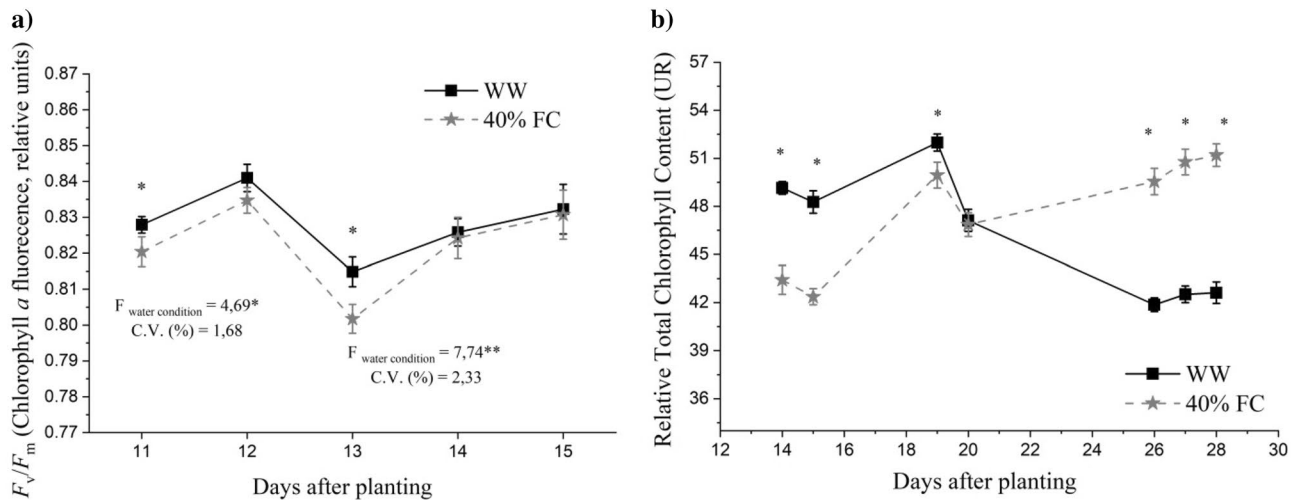 a)
F_v/F_m (Chlorophyll a fluorescence, relative units)
0.87
0.86
0.85
0.84
0.83
0.82
0.81
0.80
0.79
0.78
0.77
WW
40% FC
*
*
F water condition = 4,69*
C.V. (%) = 1,68
F water condition = 7,74**
C.V. (%) = 2,33
11 12 13 14 15
Days after planting
b)
Relative Total Chlorophyll Content (UR)
57
54
51
48
45
42
39
36
* * * * * *
WW
40% FC
12 14 16 18 20 22 24 26 28 30
Days after planting